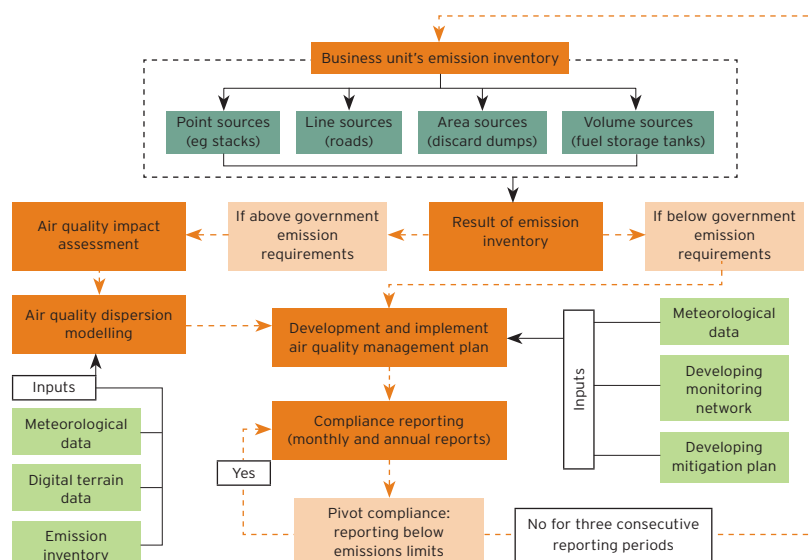 Business unit's emission inventory
Point sources
(eg stacks)
Line sources
(roads)
Area sources
(discard dumps)
Volume sources
(fuel storage tanks)
Air quality impact
assessment
If above government
emission
requirements
Result of emission
inventory
If below government
emission
requirements
Air quality dispersion
modelling
Development and implement
air quality management plan
Inputs
Meteorological
data
Developing
monitoring
network
Developing
mitigation plan
Inputs
Meteorological
data
Digital terrain
data
Emission
inventory
Compliance reporting
(monthly and annual reports)
Yes
Pivot compliance:
reporting below
emissions limits
No for three consecutive
reporting periods